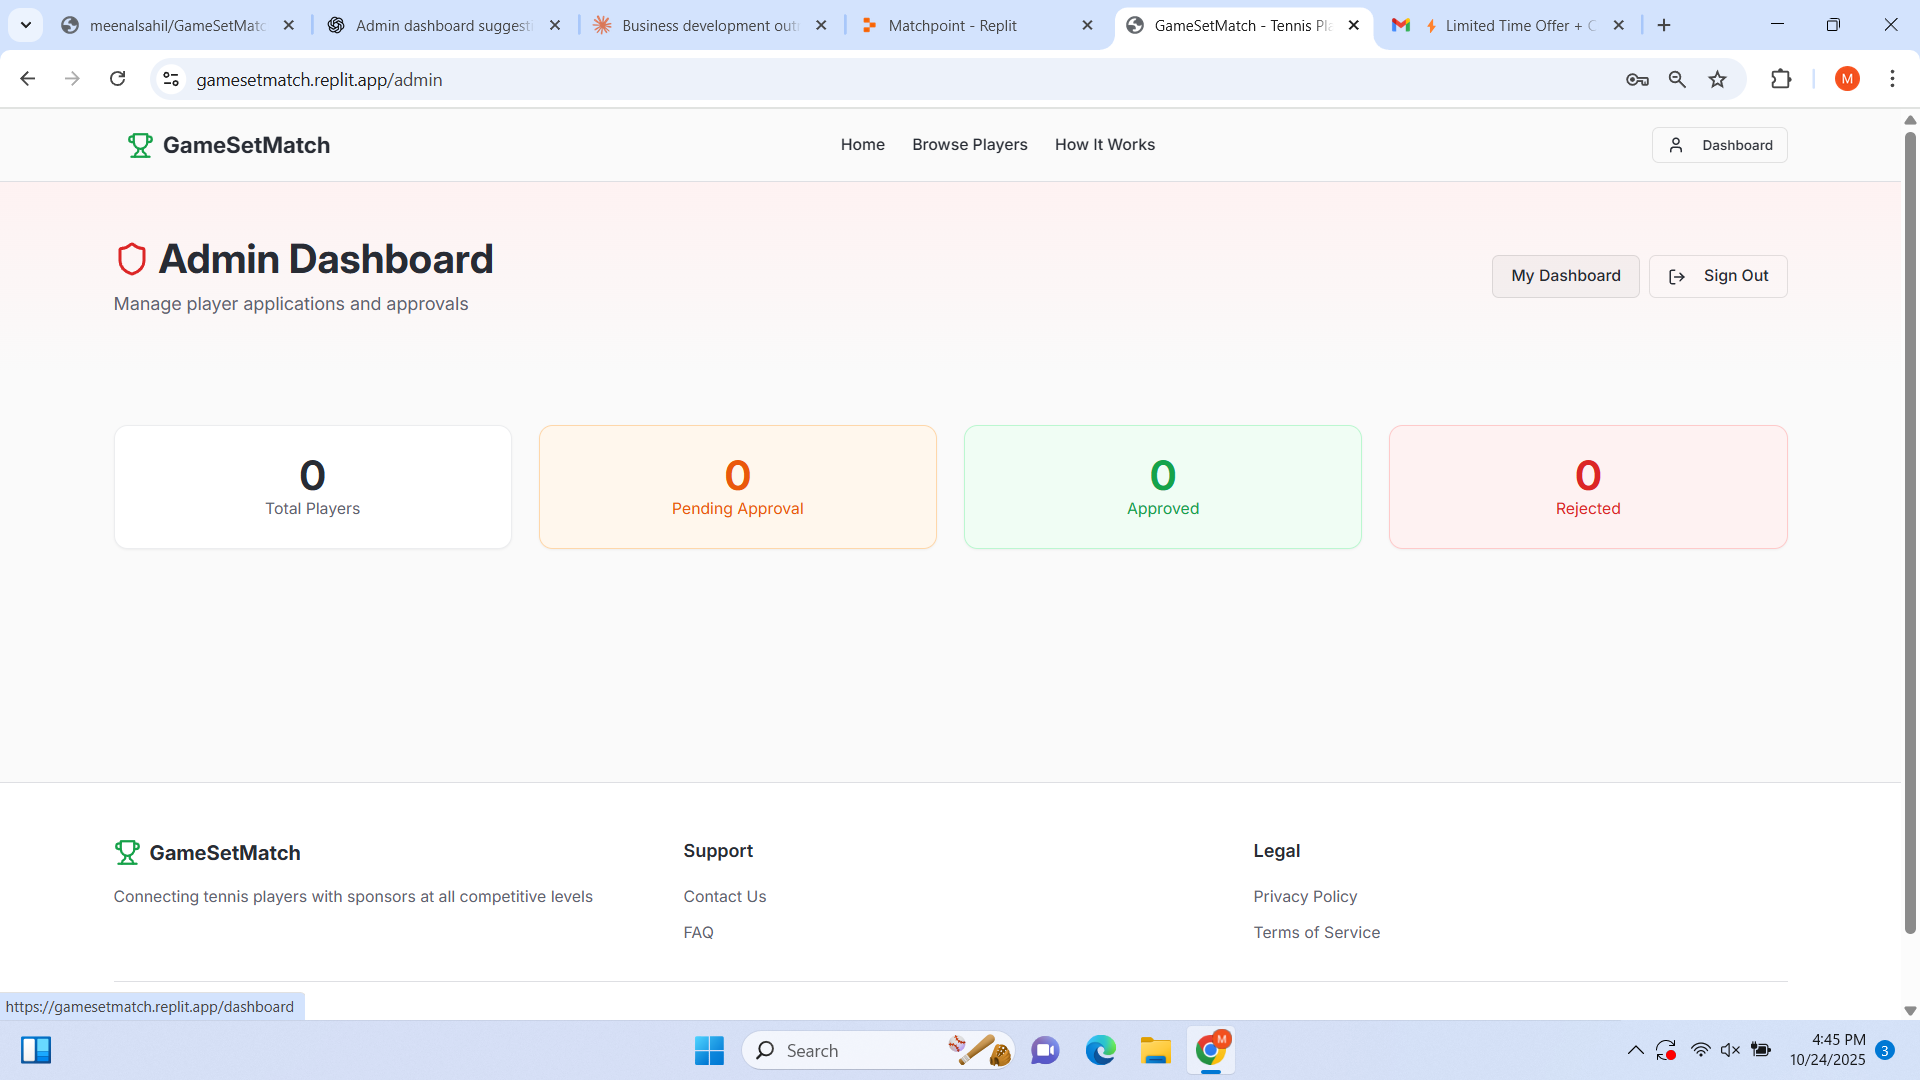 meenalsahil/GameSetMatc
Admin dashboard suggest
Business development out
Matchpoint - Replit
GameSetMatch - Tennis Pla
Limited Time Offer + C
gamesetmatch.replit.app/admin
M
GameSetMatch
Home
Browse Players
How It Works
Dashboard
Admin Dashboard
Manage player applications and approvals
My Dashboard
Sign Out
0
Total Players
0
Pending Approval
0
Approved
0
Rejected
GameSetMatch
Connecting tennis players with sponsors at all competitive levels
Support
Contact Us
FAQ
Legal
Privacy Policy
Terms of Service
https://gamesetmatch.replit.app/dashboard
Search
M
4:45 PM
10/24/2025
3